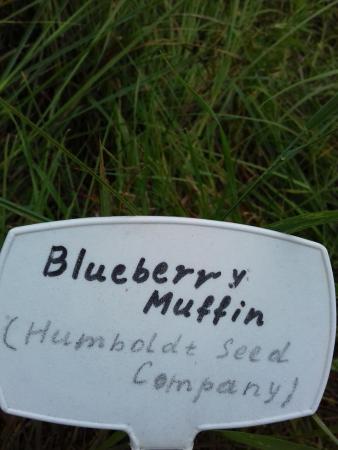 Blueberry
Muffin
(Humboldt Seed
Company)